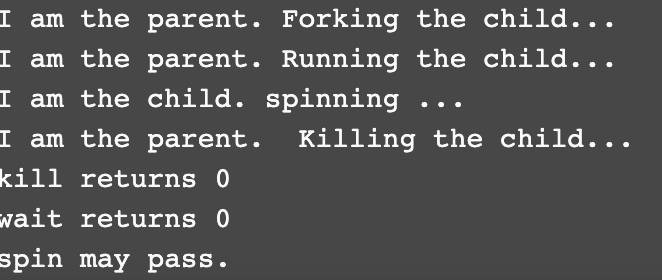 I am the parent. Forking the child...
I am the parent. Running the child...
I am the child. spinning ...
I am the parent.  Killing the child...
kill returns 0
wait returns 0
spin may pass.